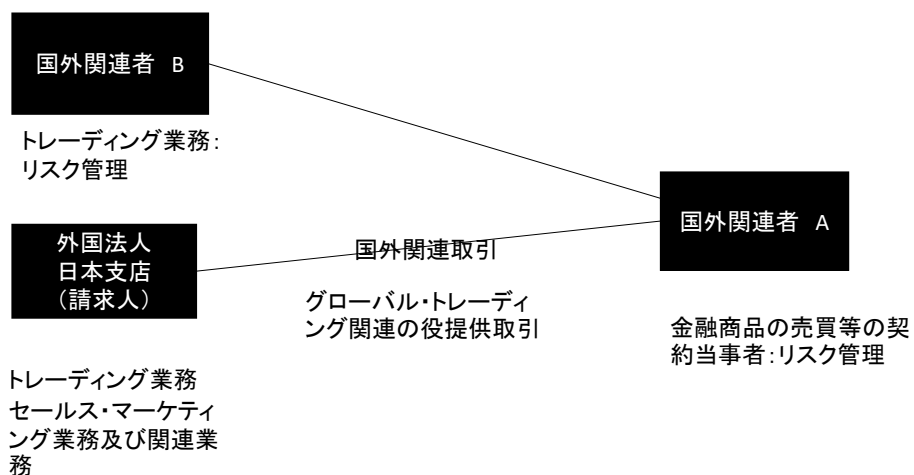 国外関連者 B
トレーディング業務:
リスク管理
国外関連者 A
外国法人
日本支店
(請求人)
国外関連取引
グローバル・トレーディ
ング関連の役提供取引
金融商品の売買等の契
約当事者:リスク管理
トレーディング業務
セールス・マーケティ
ング業務及び関連業
務